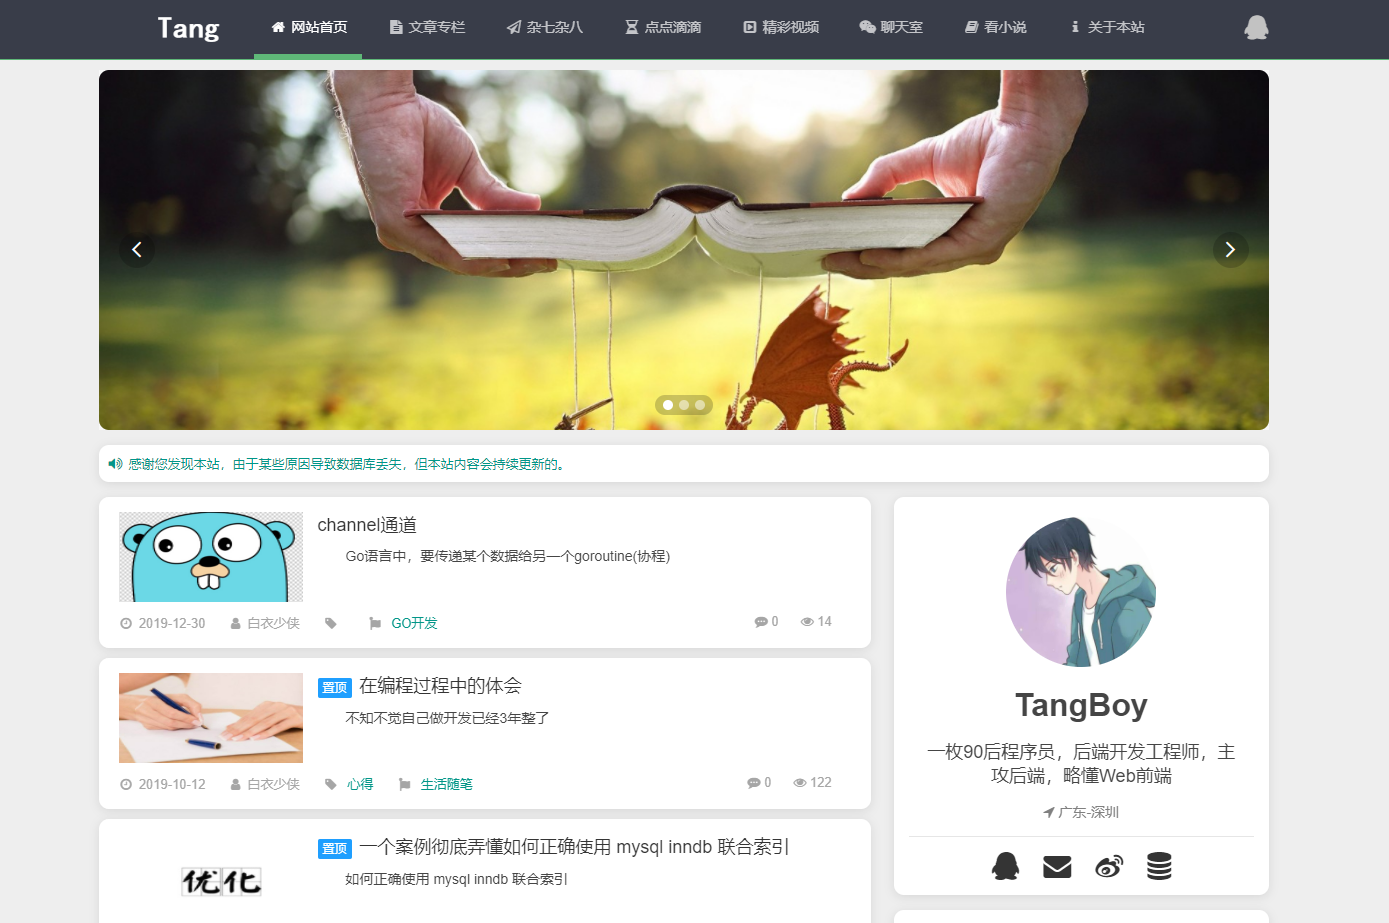 Tang 网站首页 文章专栏 杂七杂八 点点滴滴 精彩视频 聊天室 看小说 关于本站
感谢您发现本站，由于某些原因导致数据库丢失，但本站内容会持续更新的。
channel通道
Go语言中，要传递某个数据给另一个goroutine(协程)
2019-12-30 白衣少侠 GO开发 0 14
置顶 在编程过程中的体会
不知不觉自己做开发已经3年整了
2019-10-12 白衣少侠 心得 生活随笔 0 122
置顶 一个案例彻底弄懂如何正确使用 mysql inndb 联合索引
如何正确使用 mysql inndb 联合索引
优化
TangBoy
一枚90后程序员，后端开发工程师，主
攻后端，略懂Web前端
广东-深圳